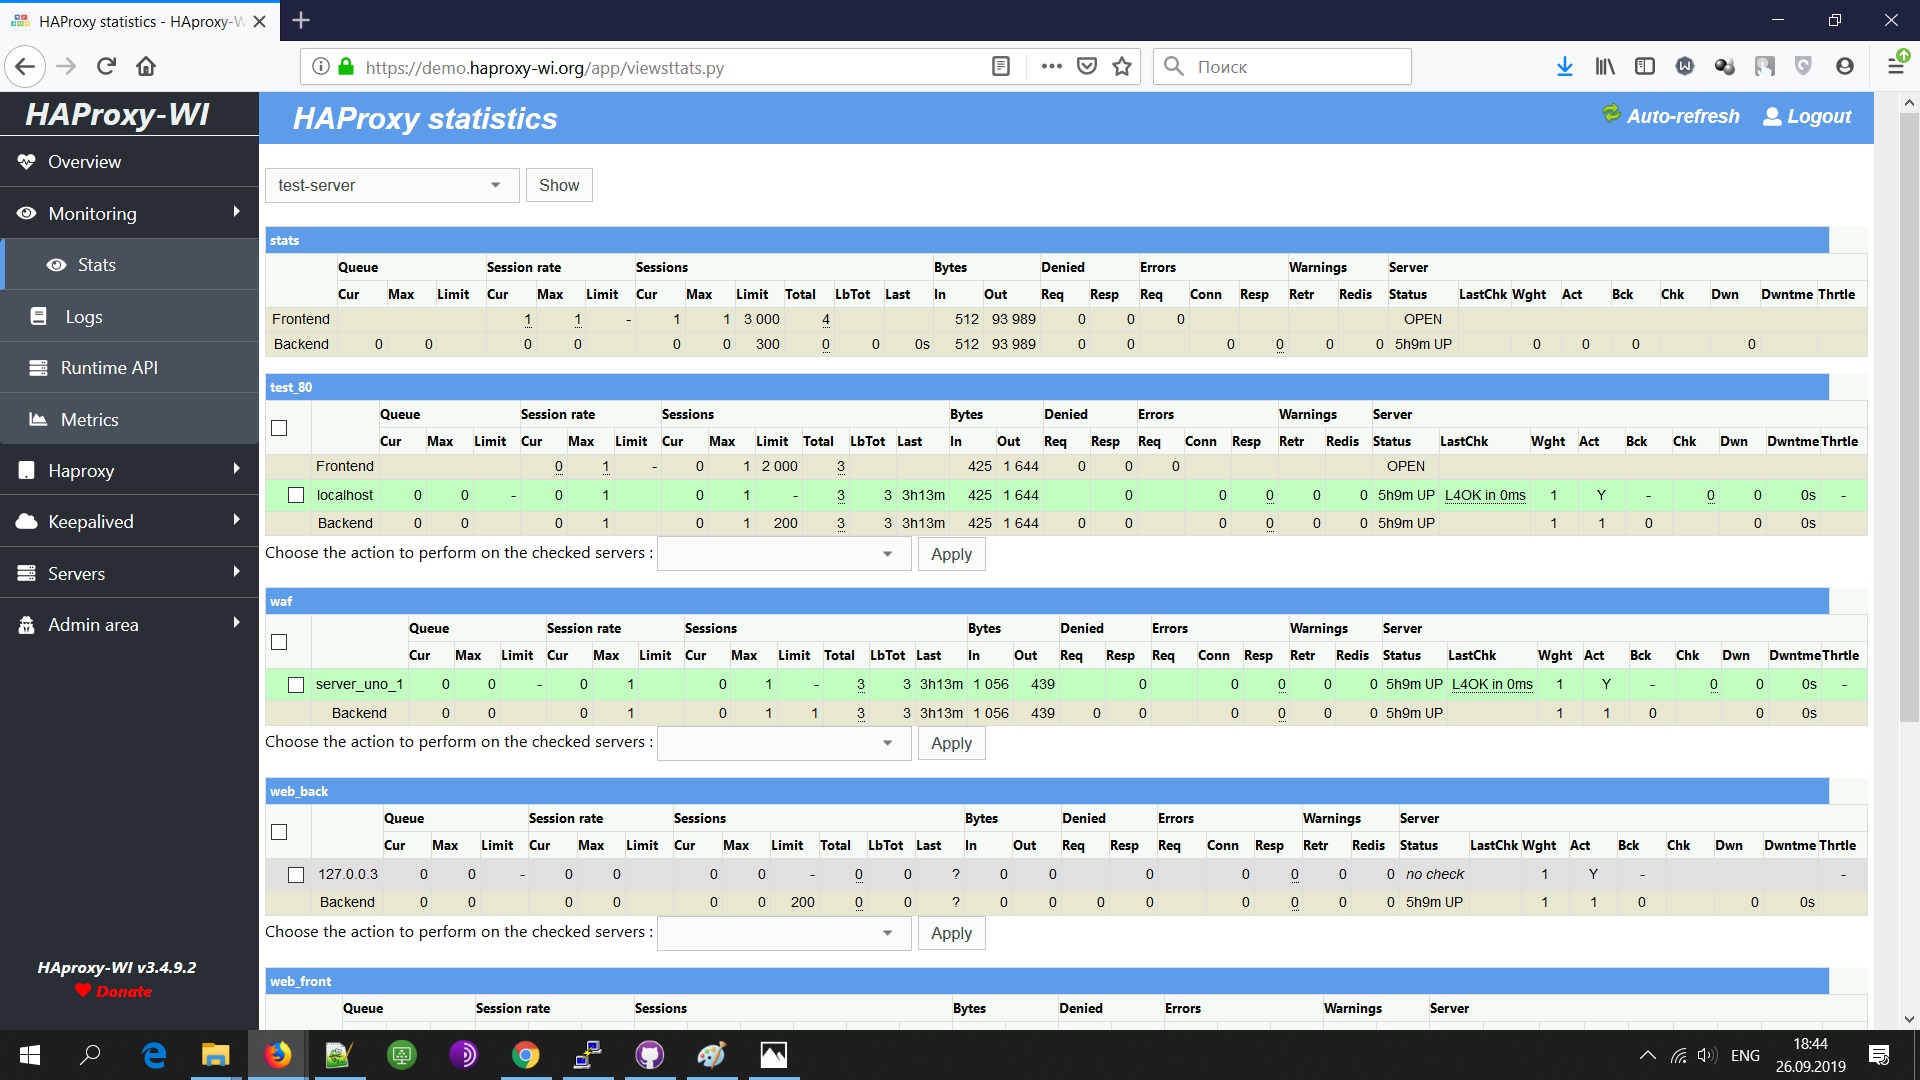 HAProxy statistics - HAproxy-W
https://demo.haproxy-wi.org/app/viewsttats.py
Поиск
HAProxy-WI
Overview
Monitoring
Stats
Logs
Runtime API
Metrics
Haproxy
Keepalived
Servers
Admin area
HAproxy-WI v3.4.9.2
Donate
HAProxy statistics
Auto-refresh
Logout
test-server
Show
stats
Queue Session rate Sessions Bytes Denied Errors Warnings Server
Cur Max Limit Cur Max Limit Cur Max Limit Total LbTot Last In Out Req Resp Req Conn Resp Retr Redis Status LastChk Wght Act Bck Chk Dwn Dwntme Thrtle
Frontend 1 1 - 1 1 3 000 4 512 93 989 0 0 0 OPEN
Backend 0 0 0 0 0 0 300 0 0 0s 512 93 989 0 0 0 0 0 0 5h9m UP 0 0 0 0
test_80
Queue Session rate Sessions Bytes Denied Errors Warnings Server
Cur Max Limit Cur Max Limit Cur Max Limit Total LbTot Last In Out Req Resp Req Conn Resp Retr Redis Status LastChk Wght Act Bck Chk Dwn Dwntme Thrtle
Frontend 0 1 - 0 1 2 000 3 425 1 644 0 0 0 OPEN
localhost 0 0 - 0 1 0 1 - 3 3 3h13m 425 1 644 0 0 0 0 0 5h9m UP L4OK in 0ms 1 Y - 0 0 0s -
Backend 0 0 0 1 0 1 200 3 3 3h13m 425 1 644 0 0 0 0 0 0 5h9m UP 1 1 0 0 0s
Choose the action to perform on the checked servers : Apply
waf
Queue Session rate Sessions Bytes Denied Errors Warnings Server
Cur Max Limit Cur Max Limit Cur Max Limit Total LbTot Last In Out Req Resp Req Conn Resp Retr Redis Status LastChk Wght Act Bck Chk Dwn Dwntme Thrtle
server_uno_1 0 0 - 0 1 0 1 - 3 3 3h13m 1 056 439 0 0 0 0 0 5h9m UP L4OK in 0ms 1 Y - 0 0 0s -
Backend 0 0 0 1 0 1 1 3 3 3h13m 1 056 439 0 0 0 0 0 0 5h9m UP 1 1 0 0 0s
Choose the action to perform on the checked servers : Apply
web_back
Queue Session rate Sessions Bytes Denied Errors Warnings Server
Cur Max Limit Cur Max Limit Cur Max Limit Total LbTot Last In Out Req Resp Req Conn Resp Retr Redis Status LastChk Wght Act Bck Chk Dwn Dwntme Thrtle
127.0.0.3 0 0 - 0 0 0 0 - 0 0 ? 0 0 0 0 0 0 0 no check 1 Y - -
Backend 0 0 0 0 0 0 200 0 0 ? 0 0 0 0 0 0 0 0 5h9m UP 1 1 0 0 0s
Choose the action to perform on the checked servers : Apply
web_front
Queue Session rate Sessions Bytes Denied Errors Warnings Server
ENG
18:44
26.09.2019